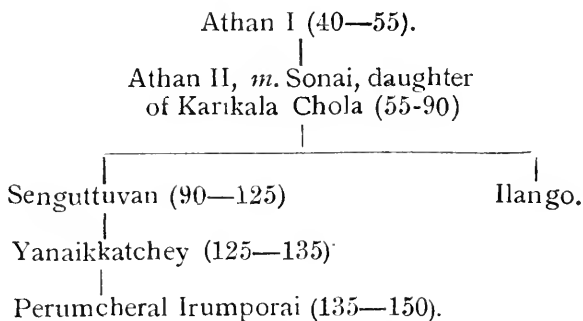 Athan I (40—55).
Athan II, m. Sonai, daughter
of Karikala Chola (55-90)
Senguttuvan (90—125) Ilango.
Yanaikkatchey (125—135)
Perumcheral Irumporai (135—150).